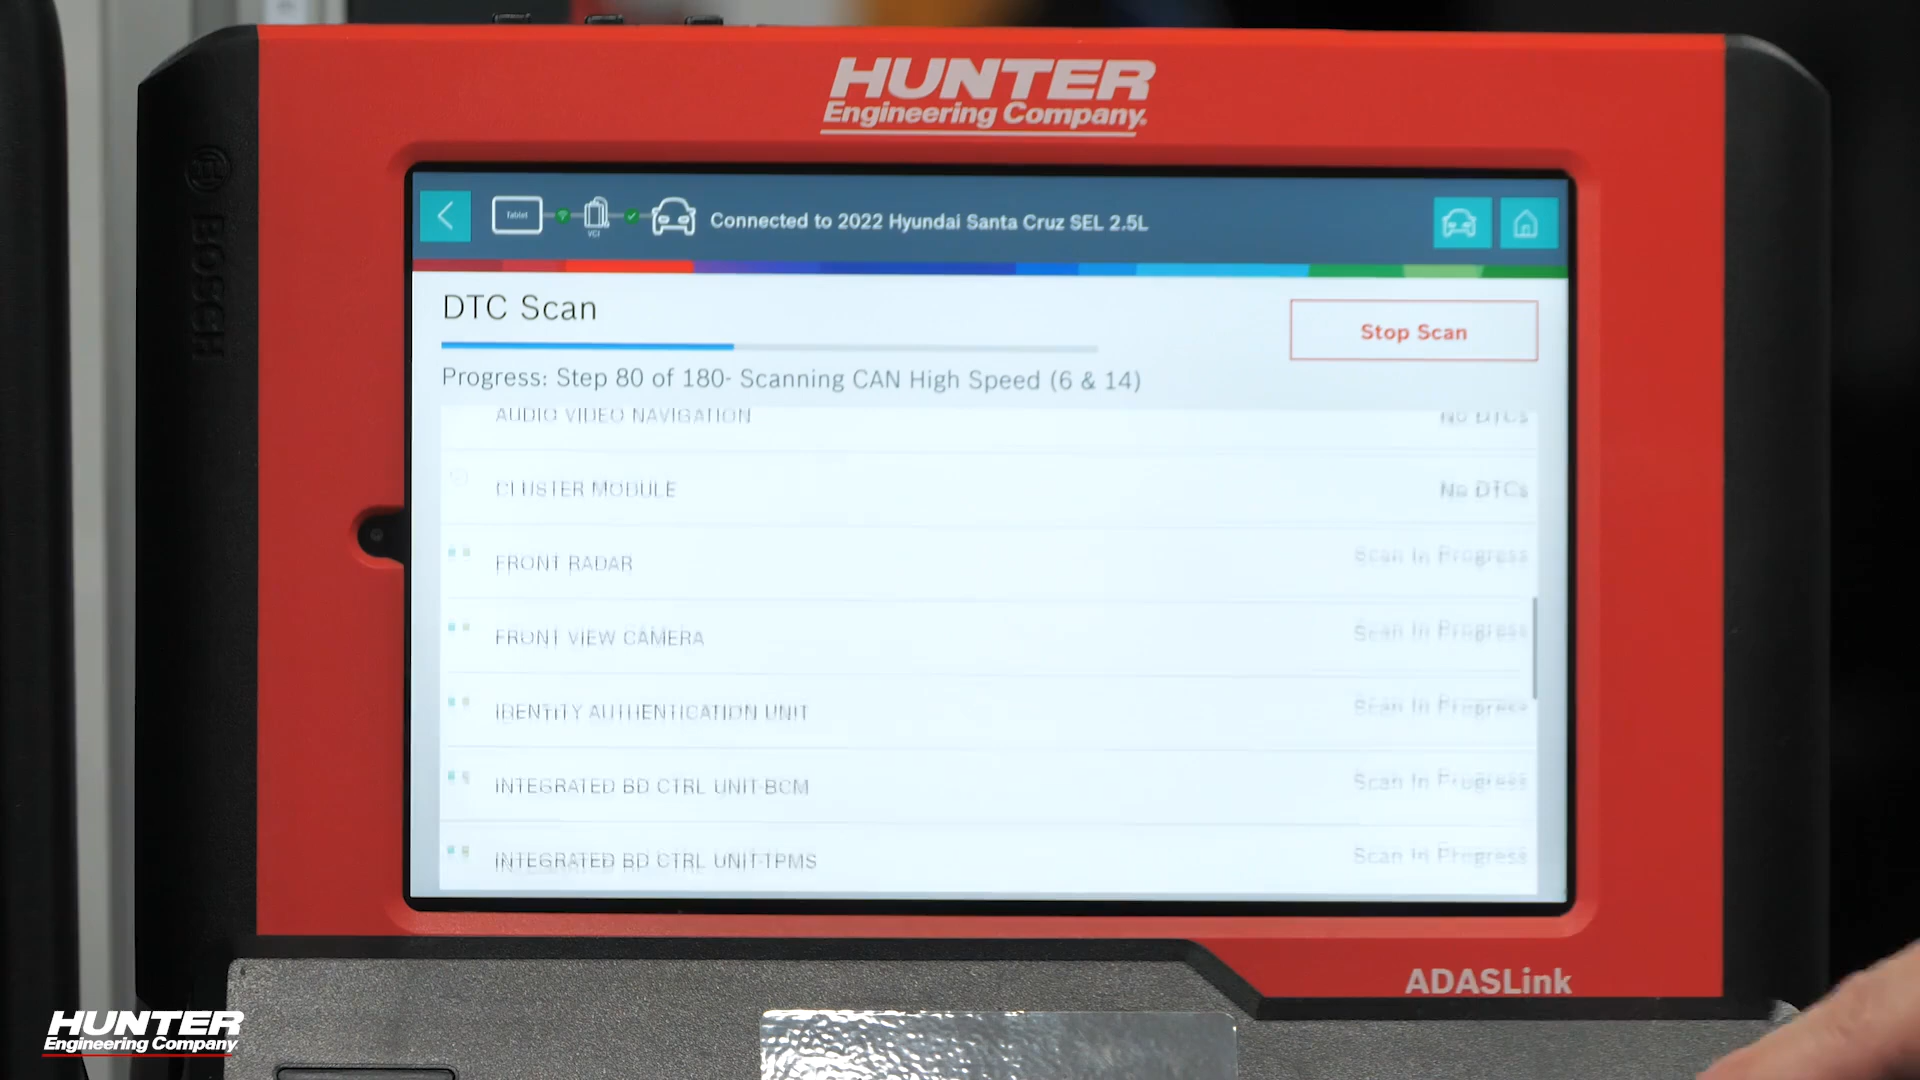 HUNTER
Engineering Company.
BOSCH
Tablet
VCI
Connected to 2022 Hyundai Santa Cruz SEL 2.5L
DTC Scan
Stop Scan
Progress: Step 80 of 180- Scanning CAN High Speed (6 & 14)
AUDIO VIDEO NAVIGATION No DTCs
CLUSTER MODULE No DTCs
FRONT RADAR Scan In Progress
FRONT VIEW CAMERA Scan In Progress
IDENTITY AUTHENTICATION UNIT Scan In Progress
INTEGRATED BD CTRL UNIT-BCM Scan In Progress
INTEGRATED BD CTRL UNIT-TPMS Scan In Progress
ADASLink
HUNTER
Engineering Company